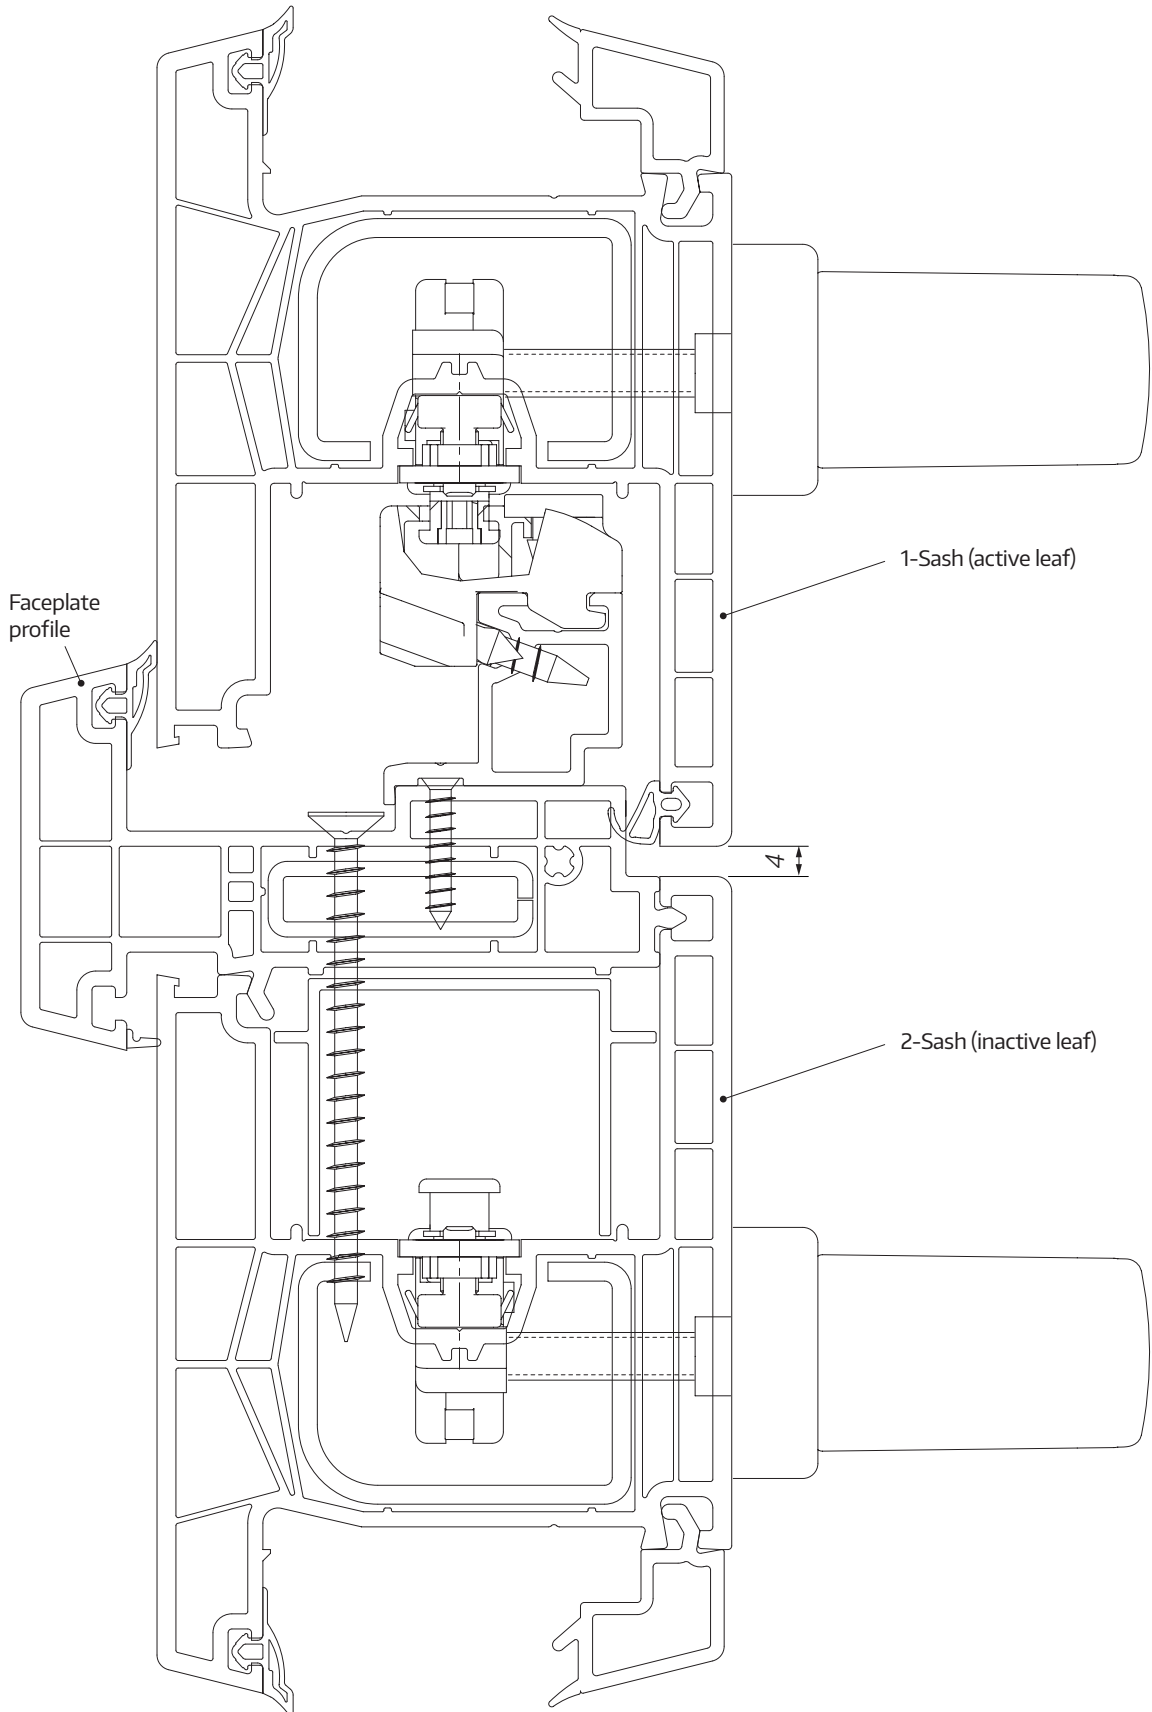 1-Sash (active leaf)
Faceplate
profile
4
2-Sash (inactive leaf)